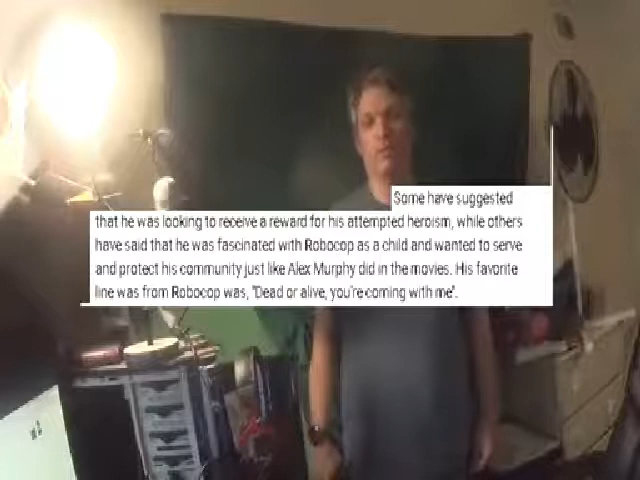 Some have suggested
that he was looking to receive a reward for his attempted heroism, while others
have said that he was fascinated with Robocop as a child and wanted to serve
and protect his community just like Alex Murphy did in the movies. His favorite
line was from Robocop was, "Dead or alive, you're coming with me".